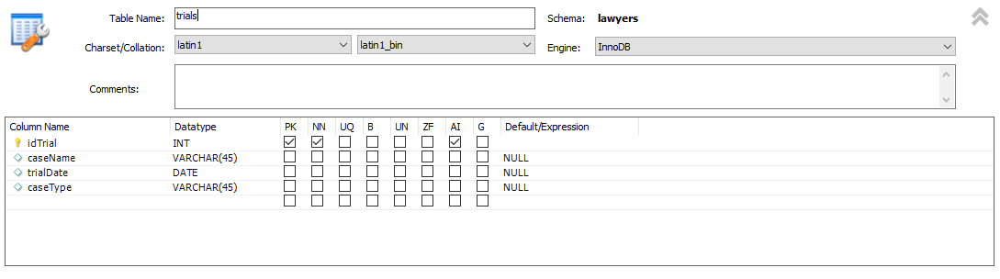 Table Name: trials Schema: lawyers
Charset/Collation: latin1 latin1_bin Engine: InnoDB
Comments:
Column Name Datatype PK NN UQ B UN ZF AI G Default/Expression
idTrial INT
caseName VARCHAR(45) NULL
trialDate DATE NULL
caseType VARCHAR(45) NULL